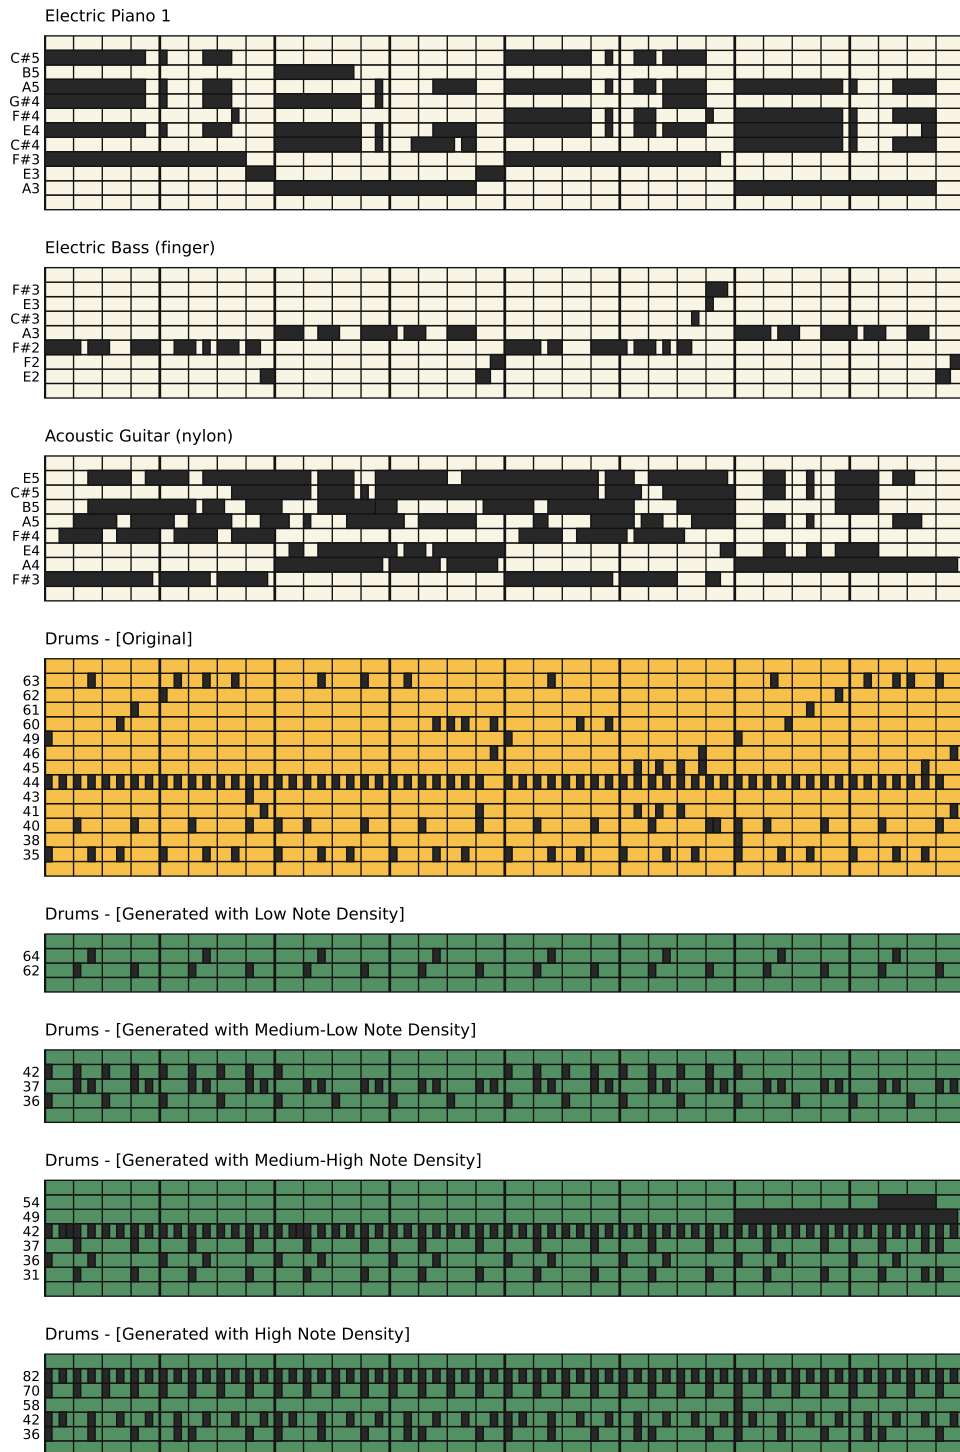 Electric Piano 1
C#5
B5
A5
G#4
F#4
E4
C#4
F#3
E3
A3
Electric Bass (finger)
F#3
E3
C#3
A3
F#2
F2
E2
Acoustic Guitar (nylon)
E5
C#5
B5
A5
F#4
E4
A4
F#3
Drums - [Original]
63
62
61
60
49
46
45
44
43
41
40
38
35
Drums - [Generated with Low Note Density]
64
62
Drums - [Generated with Medium-Low Note Density]
42
37
36
Drums - [Generated with Medium-High Note Density]
54
49
42
37
36
31
Drums - [Generated with High Note Density]
82
70
58
42
36